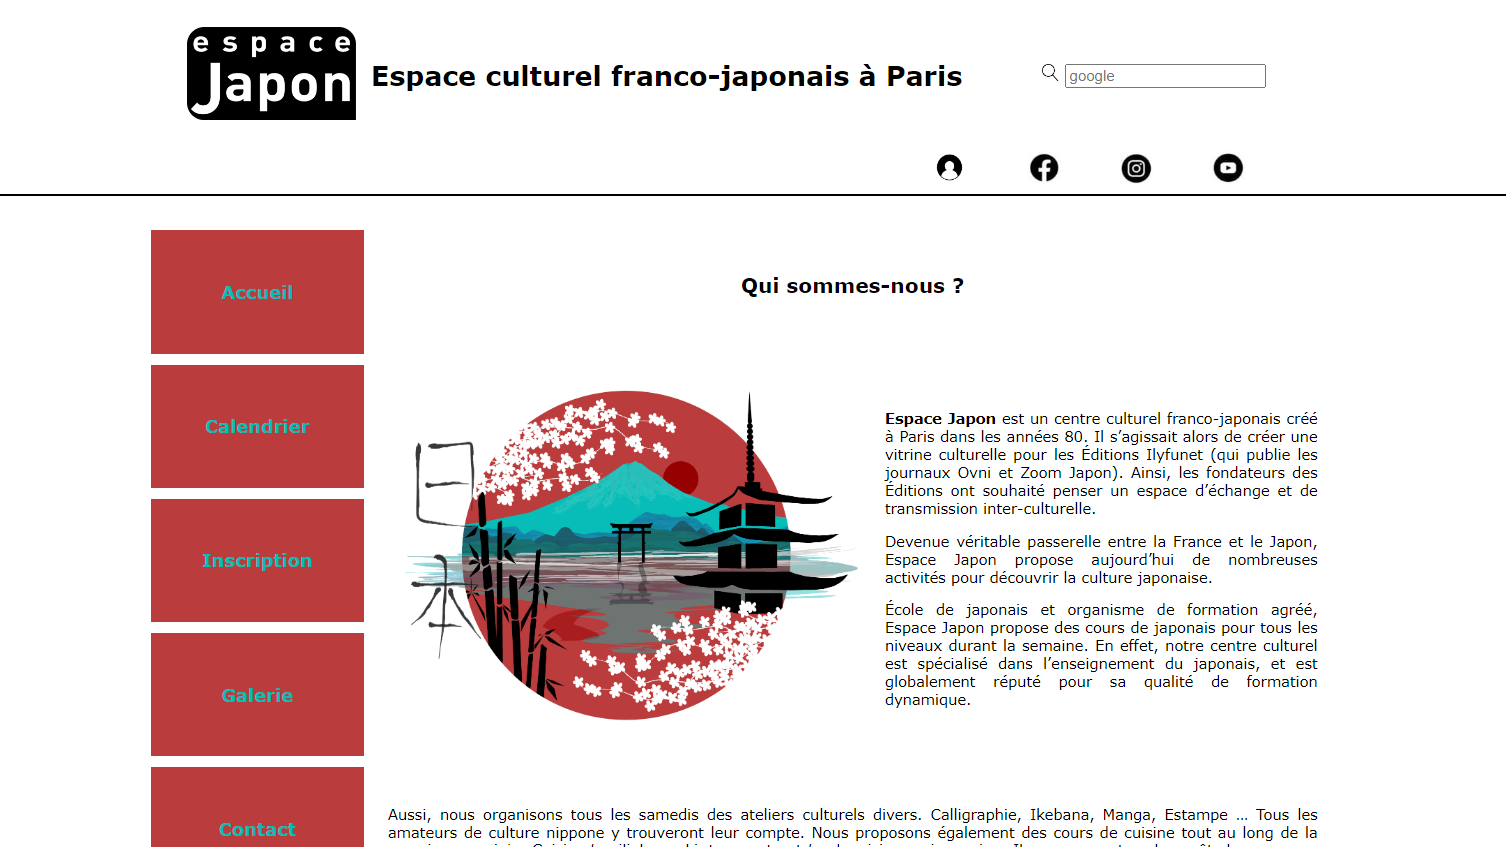 espace
Japon
Espace culturel franco-japonais à Paris
google
Accueil
Calendrier
Inscription
Galerie
Contact
Qui sommes-nous ?
日
本
Espace Japon est un centre culturel franco-japonais créé
à Paris dans les années 80. Il s’agissait alors de créer une
vitrine culturelle pour les Éditions Ilyfunet (qui publie les
journaux Ovni et Zoom Japon). Ainsi, les fondateurs des
Éditions ont souhaité penser un espace d’échange et de
transmission inter-culturelle.
Devenue véritable passerelle entre la France et le Japon,
Espace Japon propose aujourd’hui de nombreuses
activités pour découvrir la culture japonaise.
École de japonais et organisme de formation agréé,
Espace Japon propose des cours de japonais pour tous les
niveaux durant la semaine. En effet, notre centre culturel
est spécialisé dans l’enseignement du japonais, et est
globalement réputé pour sa qualité de formation
dynamique.
Aussi, nous organisons tous les samedis des ateliers culturels divers. Calligraphie, Ikebana, Manga, Estampe … Tous les
amateurs de culture nippone y trouveront leur compte. Nous proposons également des cours de cuisine tout au long de la